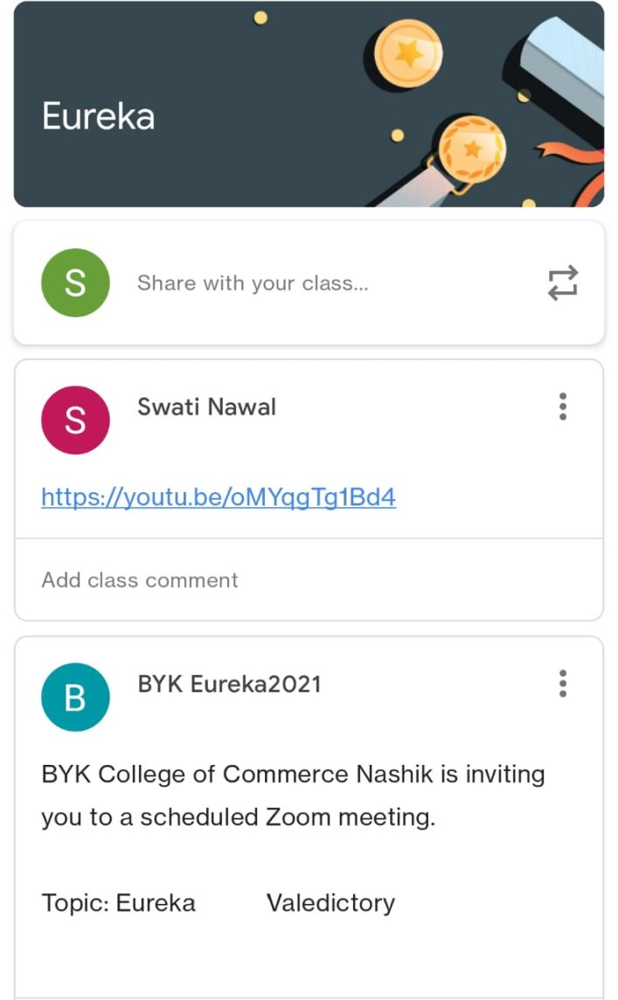 Eureka
S
Share with your class...
S
Swati Nawal
https://youtu.be/oMYqgTg1Bd4
Add class comment
B
BYK Eureka2021
BYK College of Commerce Nashik is inviting
you to a scheduled Zoom meeting.
Topic: Eureka Valedictory